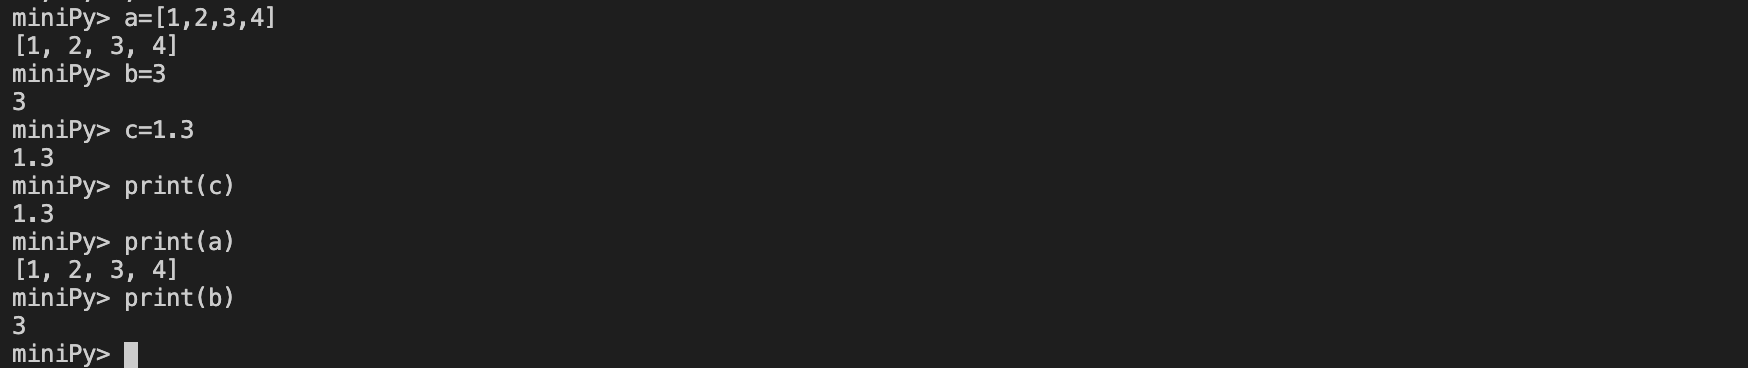 miniPy> a=[1,2,3,4]
[1, 2, 3, 4]
miniPy> b=3
3
miniPy> c=1.3
1.3
miniPy> print(c)
1.3
miniPy> print(a)
[1, 2, 3, 4]
miniPy> print(b)
3
miniPy>